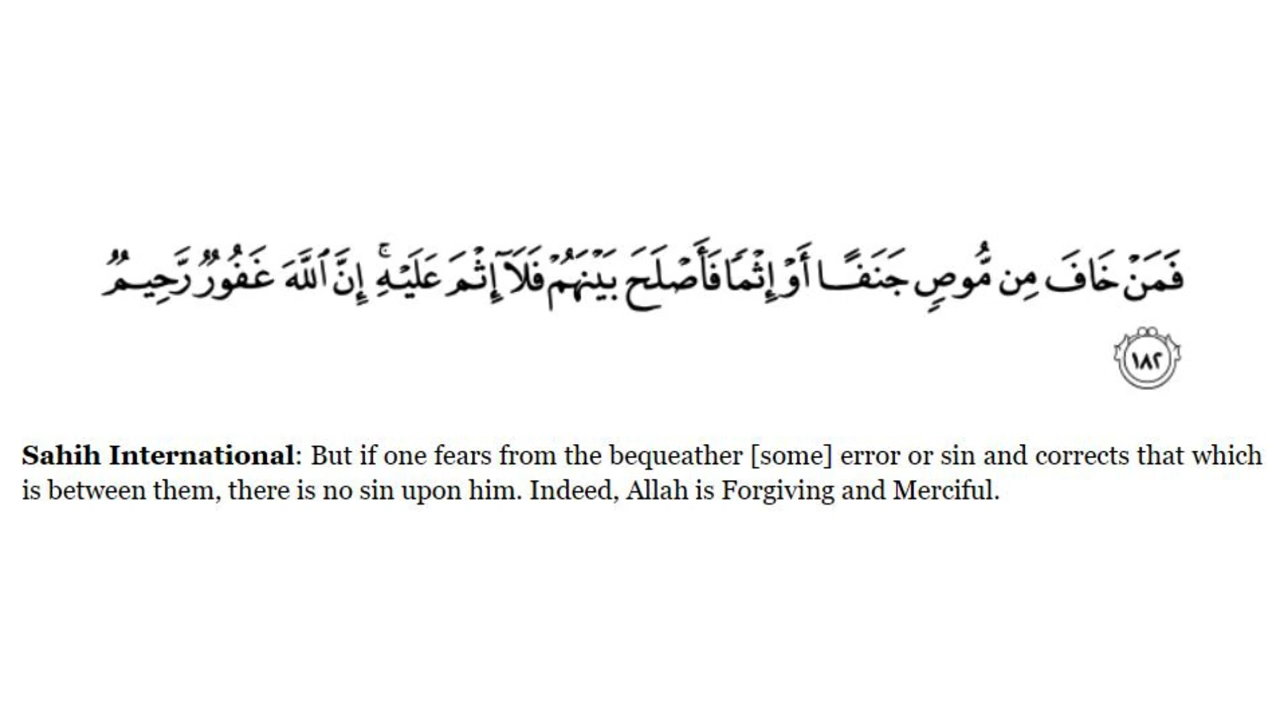 فَمَنْ خَافَ مِن مُّوصٍ جَنَفًا أَوْ إِثْمًا فَأَصْلَحَ بَيْنَهُمْ فَلَآ إِثْمَ عَلَيْهِ ۚ إِنَّ ٱللَّهَ غَفُورٌ رَّحِيمٌ
١٨٢
Sahih International: But if one fears from the bequeather [some] error or sin and corrects that which
is between them, there is no sin upon him. Indeed, Allah is Forgiving and Merciful.